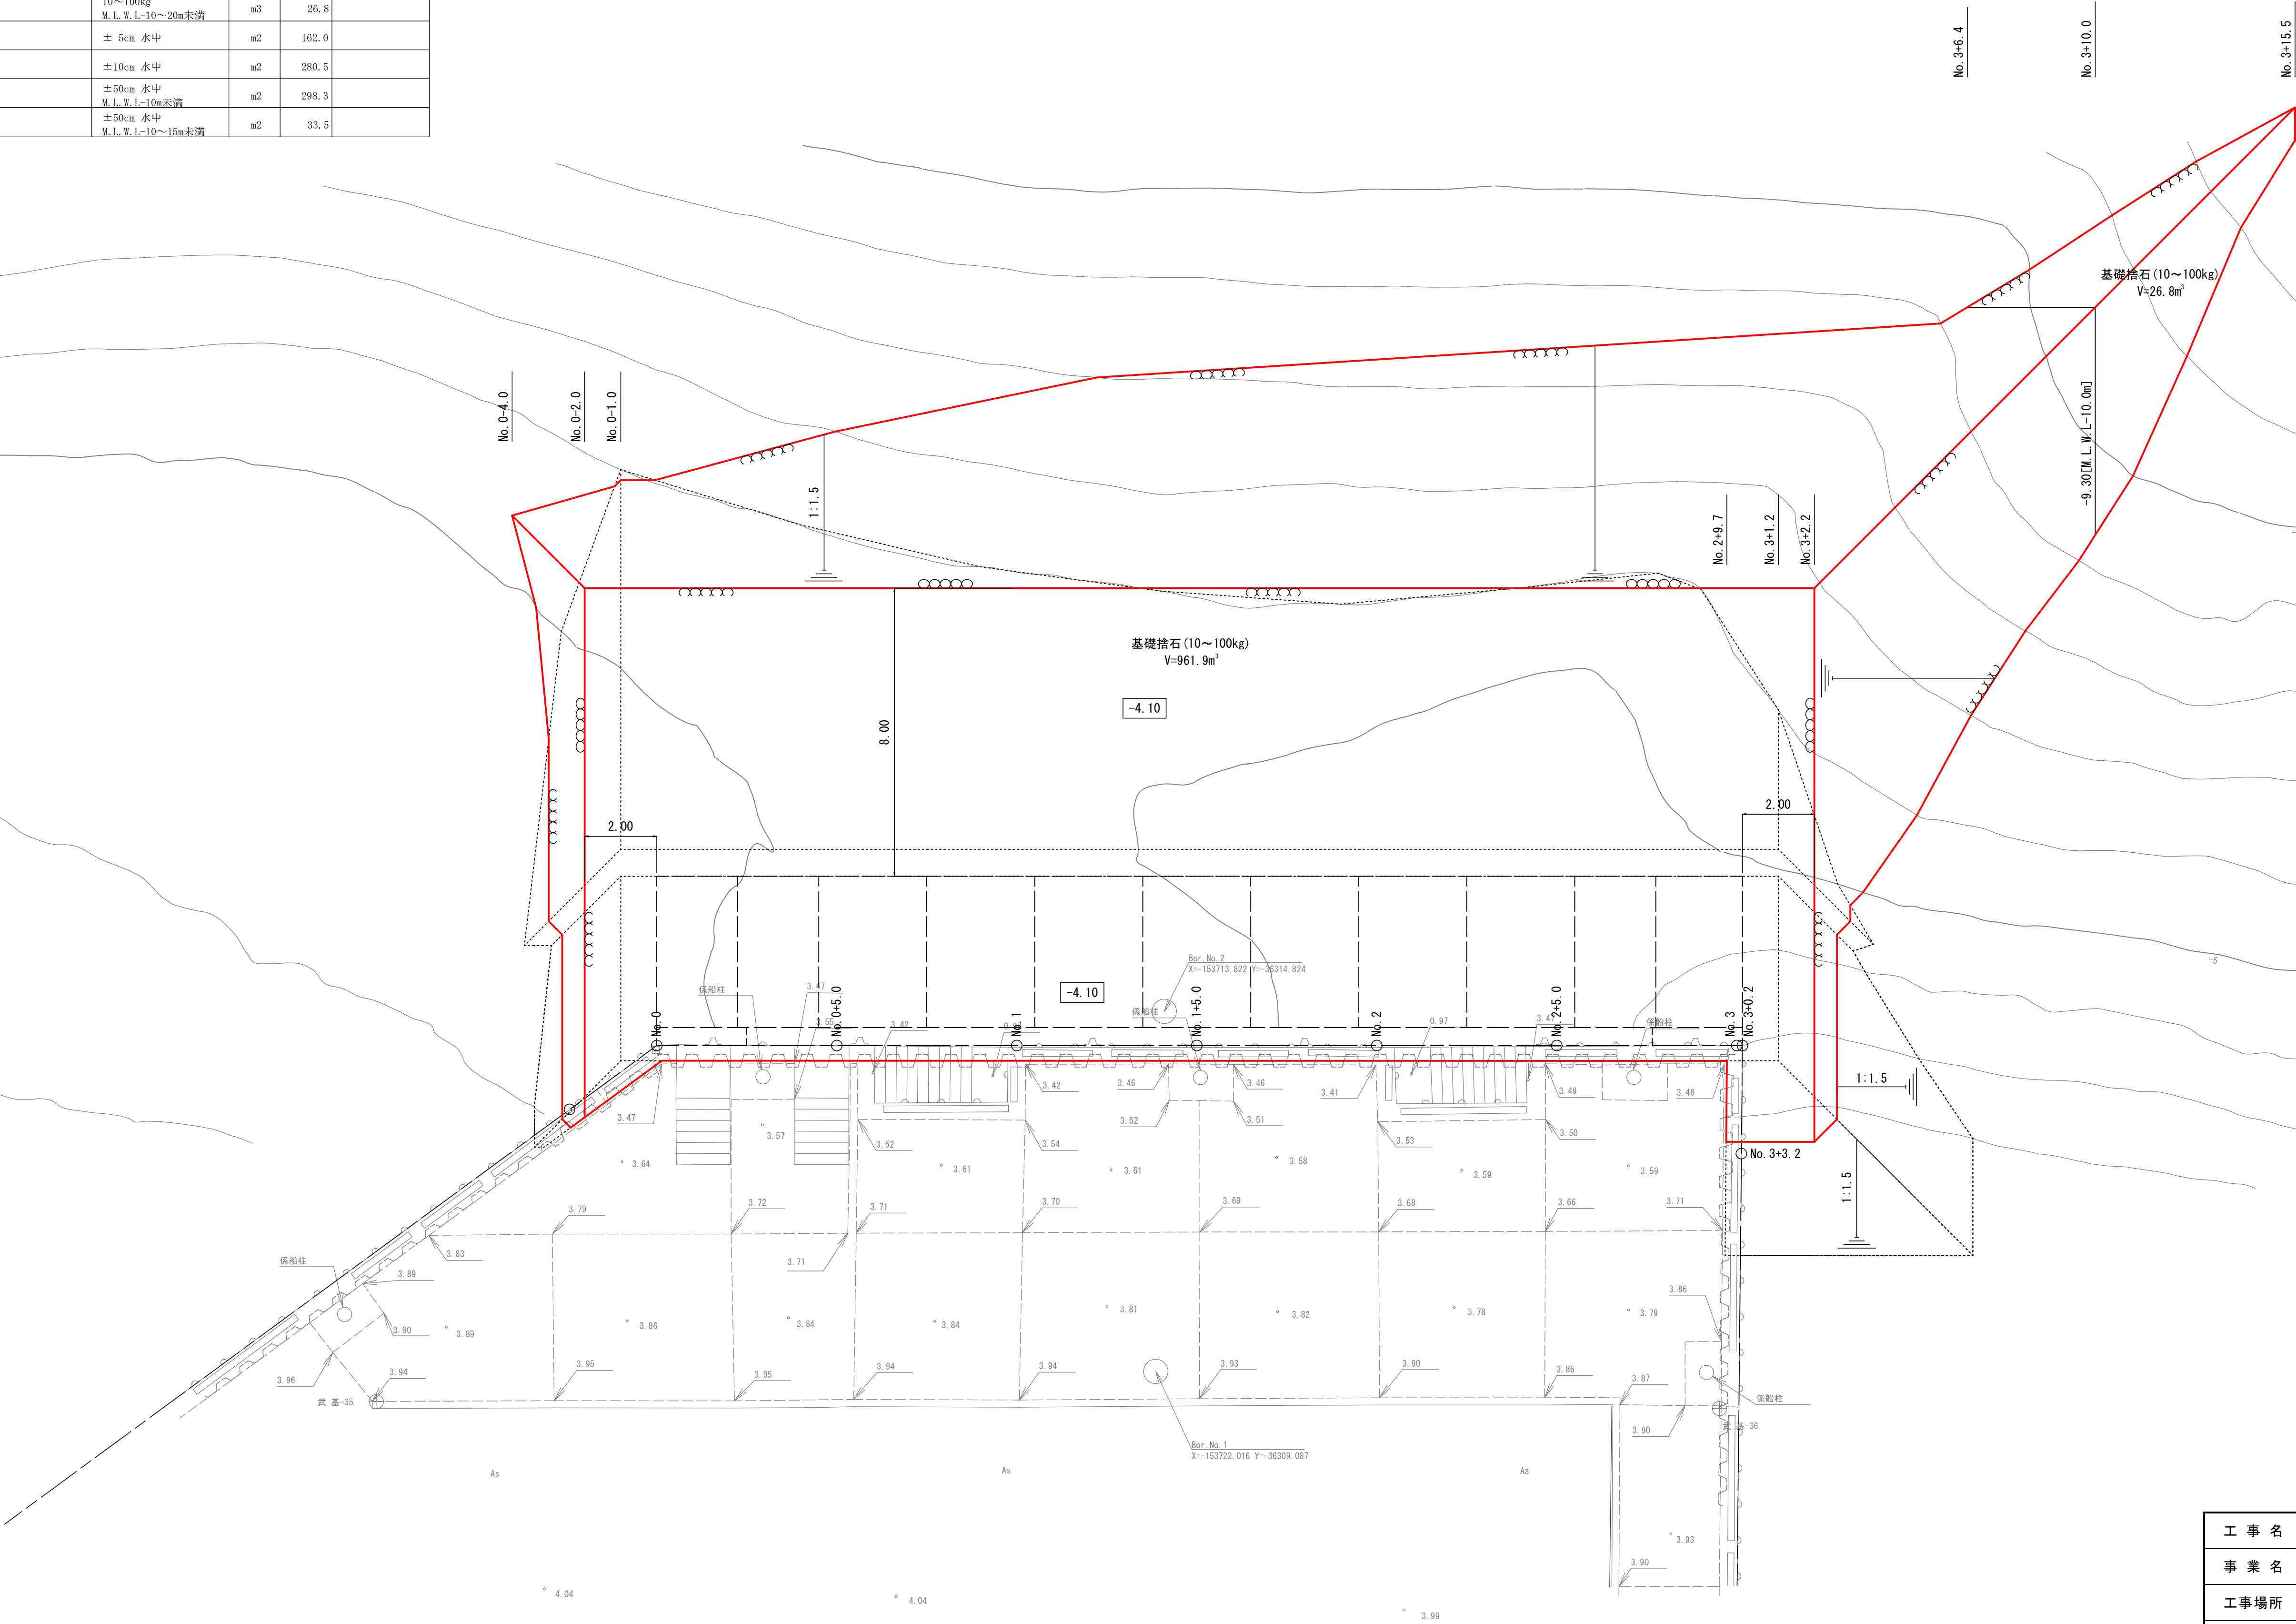 10～100kg
M.L.W.L-10～20m未満 m3 26.8
± 5cm 水中 m2 162.0
±10cm 水中 m2 280.5
±50cm 水中
M.L.W.L-10m未満 m2 298.3
±50cm 水中
M.L.W.L-10～15m未満 m2 33.5
No.3+6.4
No.3+10.0
No.3+15.5
基礎捨石(10～100kg)
V=26.8m³
-9.30[M.L.W.L-10.0m]
No.0-4.0
No.0-2.0
No.0-1.0
1:1.5
No.2+9.7
No.3+1.2
No.3+2.2
基礎捨石(10～100kg)
V=961.9m³
-4.10
8.00
2.00
2.00
-5
Bor.No.2
X=-153713.822 Y=-36314.824
-4.10
係船柱
3.47
係船柱
係船柱
No.0
No.0+5.0
No.1
No.1+5.0
No.2
No.2+5.0
No.3
No.3+0.2
3.55
3.42
0.97
3.47
1:1.5
3.47
3.42
3.46
3.46
3.41
3.49
3.46
3.57
3.52
3.54
3.52
3.51
3.53
3.50
No.3+3.2
3.64
3.61
3.61
3.58
3.59
3.59
1:1.5
3.79
3.72
3.71
3.70
3.69
3.68
3.66
3.71
3.83
3.71
係船柱
3.89
3.86
3.90
3.89
3.86
3.84
3.84
3.81
3.82
3.78
3.79
3.96
3.94
3.95
3.95
3.94
3.94
3.93
3.90
3.86
3.87
係船柱
武_基-35
武_基-36
3.90
Bor.No.1
X=-153722.016 Y=-36309.087
As
As
As
3.93
3.90
4.04
4.04
3.99
工 事 名
事 業 名
工事場所